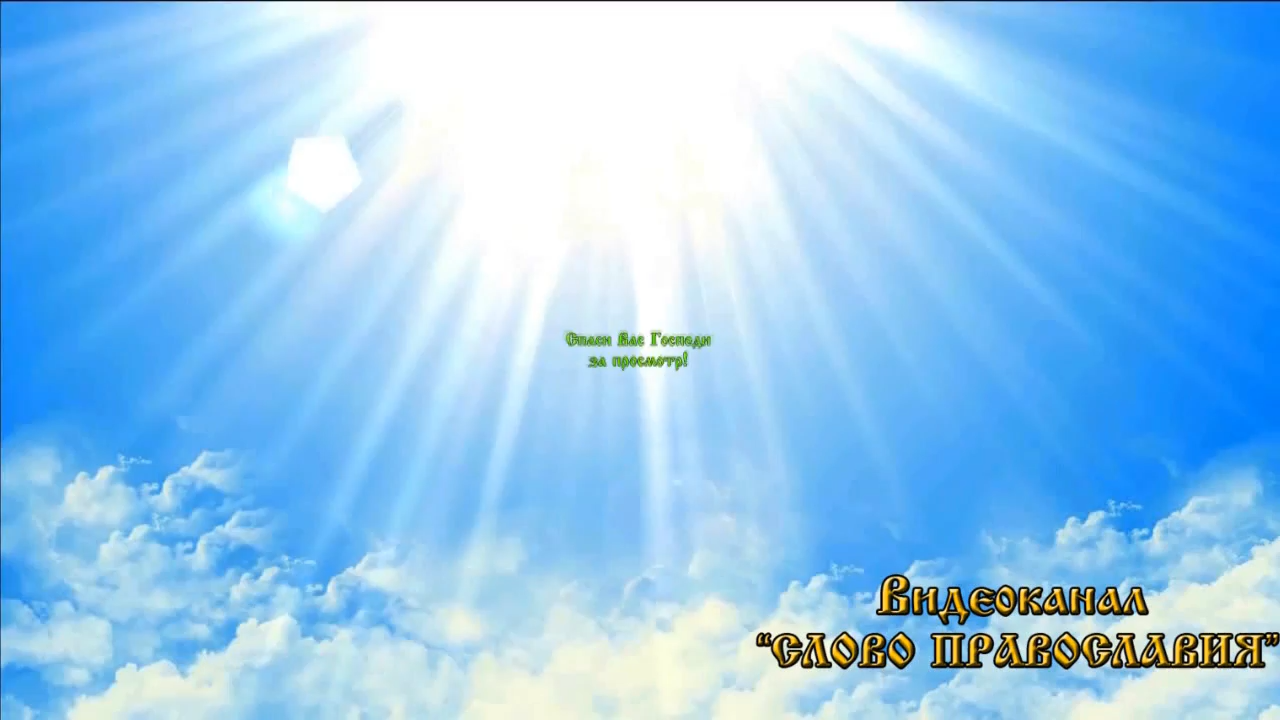 Спаси Вас Господи
за просмотр!
Видеоканал
“СЛОВО ПРАВОСЛАВИЯ”